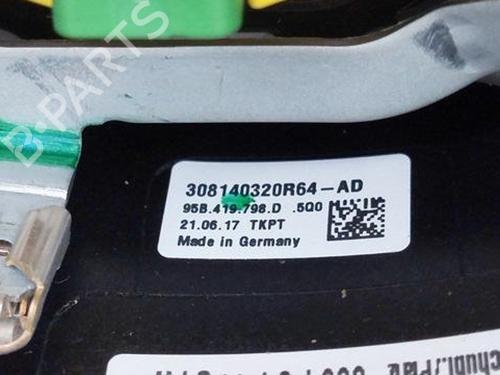 B-PARTS
308140320R64-AD
95B.419.798.D .5Q0
21.06.17 TKPT
Made in Germany